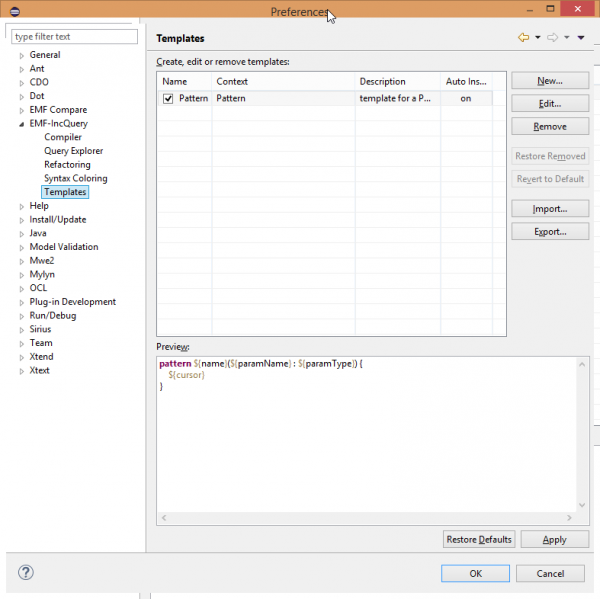 Preferences
type filter text
General
Ant
CDO
Dot
EMF Compare
EMF-IncQuery
Compiler
Query Explorer
Refactoring
Syntax Coloring
Templates
Help
Install/Update
Java
Model Validation
Mwe2
Mylyn
OCL
Plug-in Development
Run/Debug
Sirius
Team
Xtend
Xtext
Templates
Create, edit or remove templates:
Name Context Description Auto Ins...
Pattern Pattern template for a P... on
New...
Edit...
Remove
Restore Removed
Revert to Default
Import...
Export...
Preview:
pattern ${name}(${paramName} : ${paramType}) {
${cursor}
}
Restore Defaults Apply
? OK Cancel